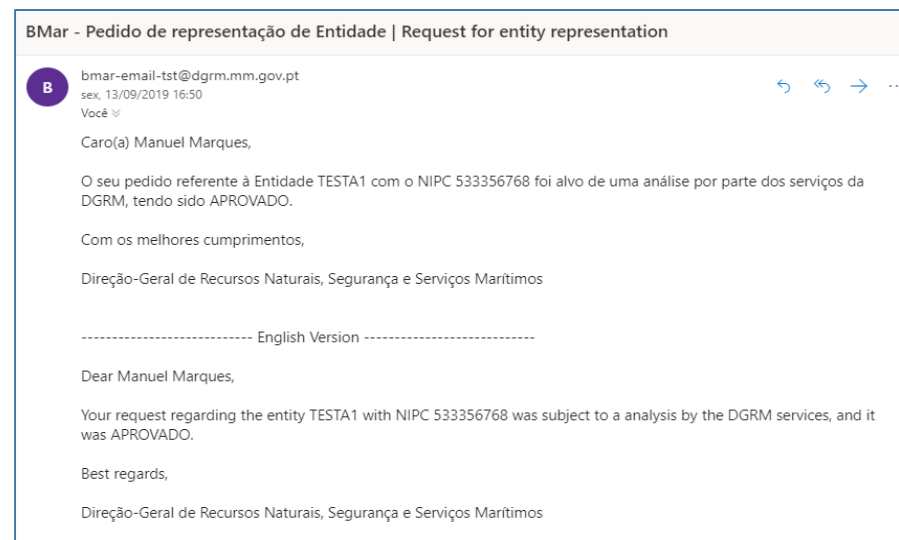 BMar - Pedido de representação de Entidade | Request for entity representation
B
bmar-email-tst@dgrm.mm.gov.pt
sex, 13/09/2019 16:50
Você
Caro(a) Manuel Marques,
O seu pedido referente à Entidade TESTA1 com o NIPC 533356768 foi alvo de uma análise por parte dos serviços da
DGRM, tendo sido APROVADO.
Com os melhores cumprimentos,
Direção-Geral de Recursos Naturais, Segurança e Serviços Marítimos
---------------------------- English Version ----------------------------
Dear Manuel Marques,
Your request regarding the entity TESTA1 with NIPC 533356768 was subject to a analysis by the DGRM services, and it
was APROVADO.
Best regards,
Direção-Geral de Recursos Naturais, Segurança e Serviços Marítimos